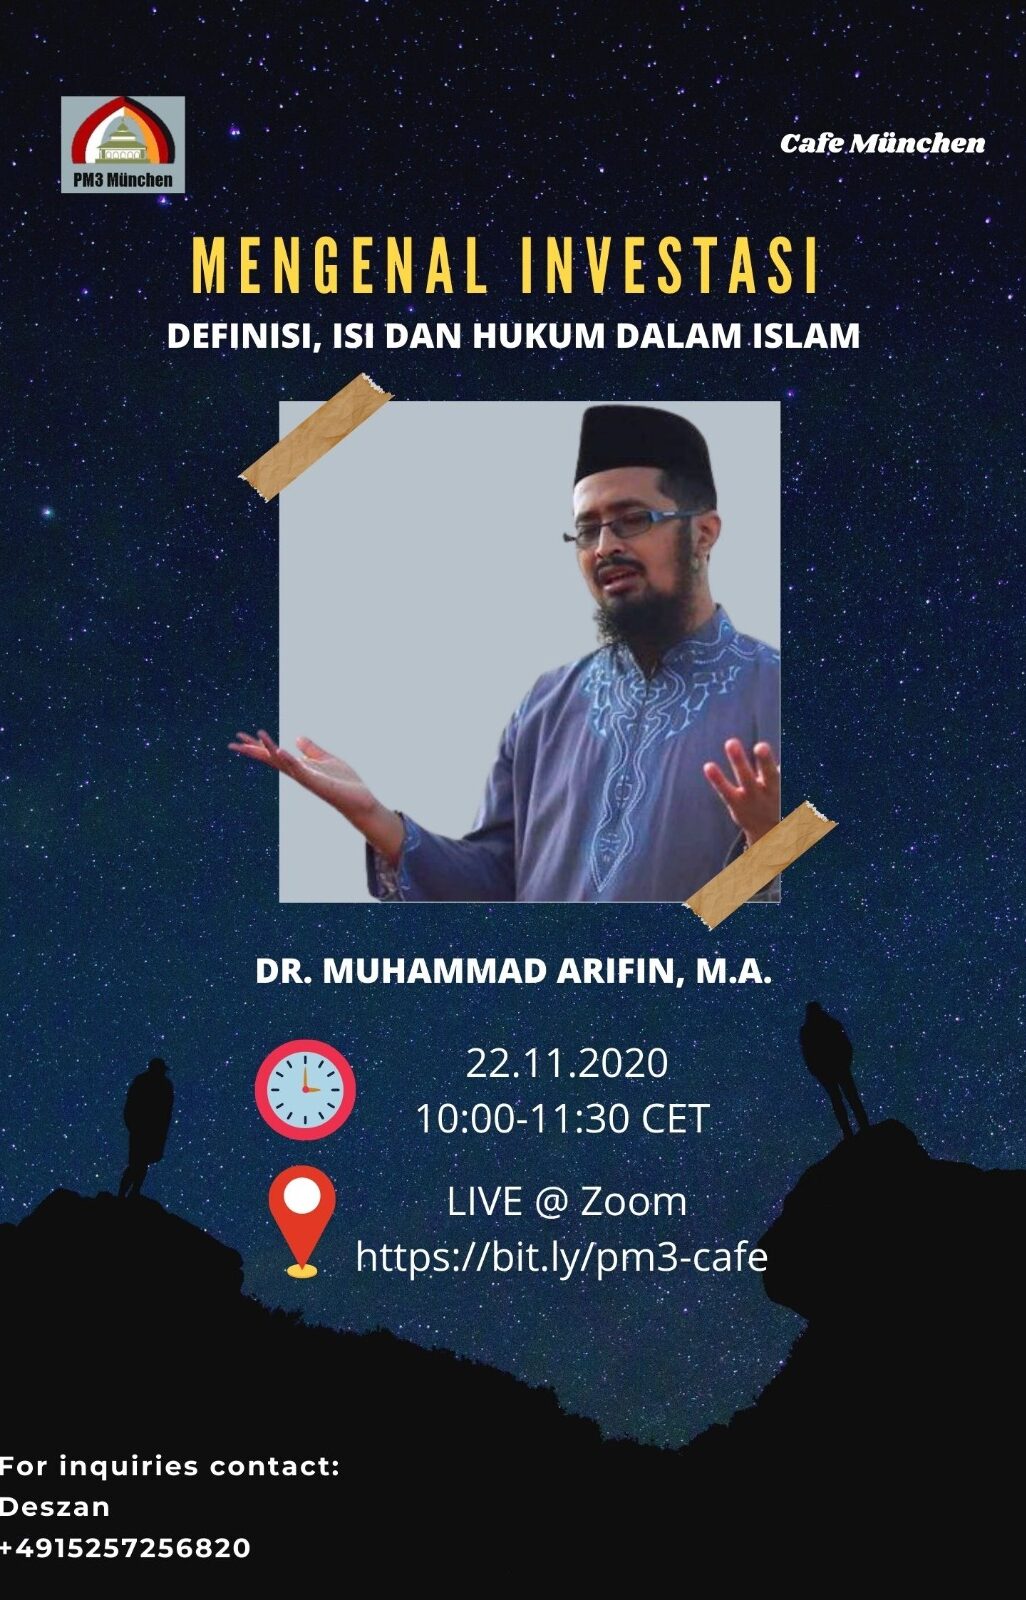 PM3 München
Cafe München
MENGENAL INVESTASI
DEFINISI, ISI DAN HUKUM DALAM ISLAM
DR. MUHAMMAD ARIFIN, M.A.
22.11.2020
10:00-11:30 CET
LIVE @ Zoom
https://bit.ly/pm3-cafe
For inquiries contact:
Deszan
+4915257256820